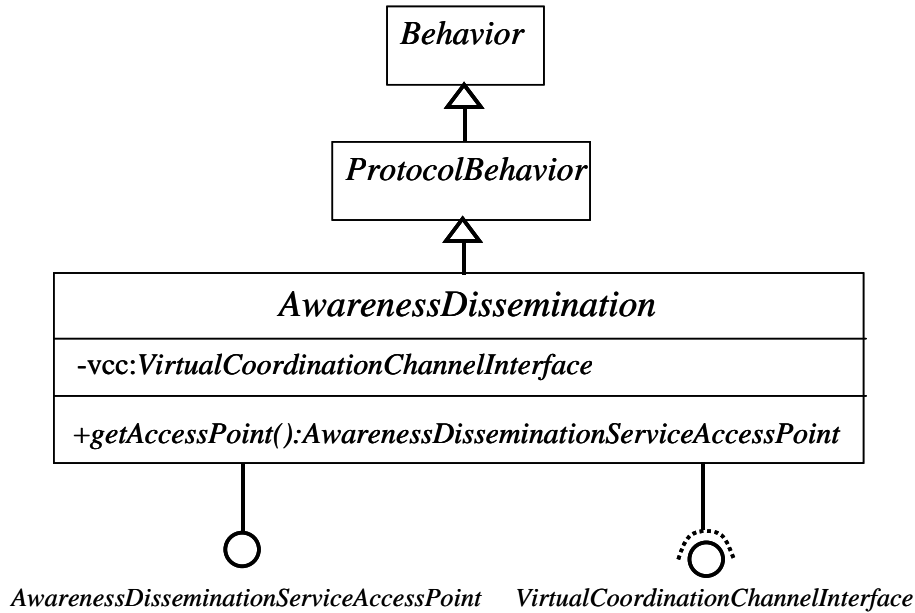 Behavior
ProtocolBehavior
AwarenessDissemination
-vcc:VirtualCoordinationChannelInterface
+getAccessPoint():AwarenessDisseminationServiceAccessPoint
AwarenessDisseminationServiceAccessPoint
VirtualCoordinationChannelInterface